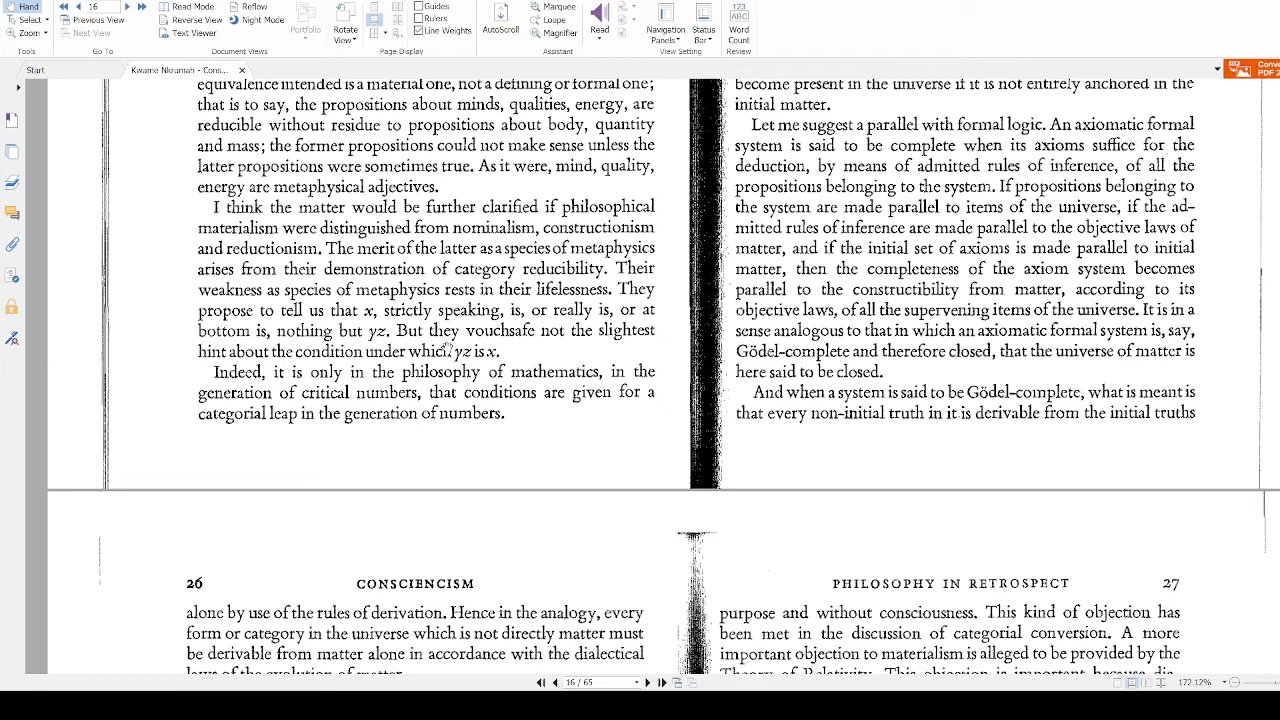 Hand
16
Read Mode
Reflow
Guides
Marquee
123
ABC
Select
Previous View
Reverse View
Night Mode
Rulers
Loupe
Zoom
Next View
Text Viewer
Portfolio
Rotate
View
Line Weights
AutoScroll
Magnifier
Read
Navigation
Panels
Status
Bar
Word
Count
Tools
Go To
Document Views
Page Display
Assistant
View Setting
Review
Start
Kwame Nkrumah - Cons...
Conve
PDF 2
equivalence intended is a material one, not a defining or formal one;
that is to say, the propositions about minds, qualities, energy, are
reducible without residue to propositions about body, quantity
and mass; the former propositions could not make sense unless the
latter propositions were sometimes true. As it were, mind, quality,
energy are metaphysical adjectives.
I think the matter would be further clarified if philosophical
materialism were distinguished from nominalism, constructionism
and reductionism. The merit of the latter as a species of metaphysics
arises from their demonstration of category reducibility. Their
weakness as species of metaphysics rests in their lifelessness. They
propose to tell us that x, strictly speaking, is, or really is, or at
bottom is, nothing but yz. But they vouchsafe not the slightest
hint about the condition under which yz is x.
Indeed, it is only in the philosophy of mathematics, in the
generation of critical numbers, that conditions are given for a
categorial leap in the generation of numbers.
become present in the universe if it is not entirely anchored in the
initial matter.
Let me suggest a parallel with formal logic. An axiomatic formal
system is said to be complete when its axioms suffice for the
deduction, by means of admitted rules of inference, of all the
propositions belonging to the system. If propositions belonging to
the system are made parallel to items of the universe, if the ad-
mitted rules of inference are made parallel to the objective laws of
matter, and if the initial set of axioms is made parallel to initial
matter, then the completeness of the axiom system becomes
parallel to the constructibility from matter, according to its
objective laws, of all the supervening items of the universe. It is in a
sense analogous to that in which an axiomatic formal system is, say,
Gödel-complete and therefore closed, that the universe of matter is
here said to be closed.
And when a system is said to be Gödel-complete, what is meant is
that every non-initial truth in it is derivable from the initial truths
26
CONSCIENCISM
alone by use of the rules of derivation. Hence in the analogy, every
form or category in the universe which is not directly matter must
be derivable from matter alone in accordance with the dialectical
laws of the evolution of matter.
PHILOSOPHY IN RETROSPECT
27
purpose and without consciousness. This kind of objection has
been met in the discussion of categorial conversion. A more
important objection to materialism is alleged to be provided by the
Theory of Relativity. This objection is important because dia-
16 / 65
172.12%